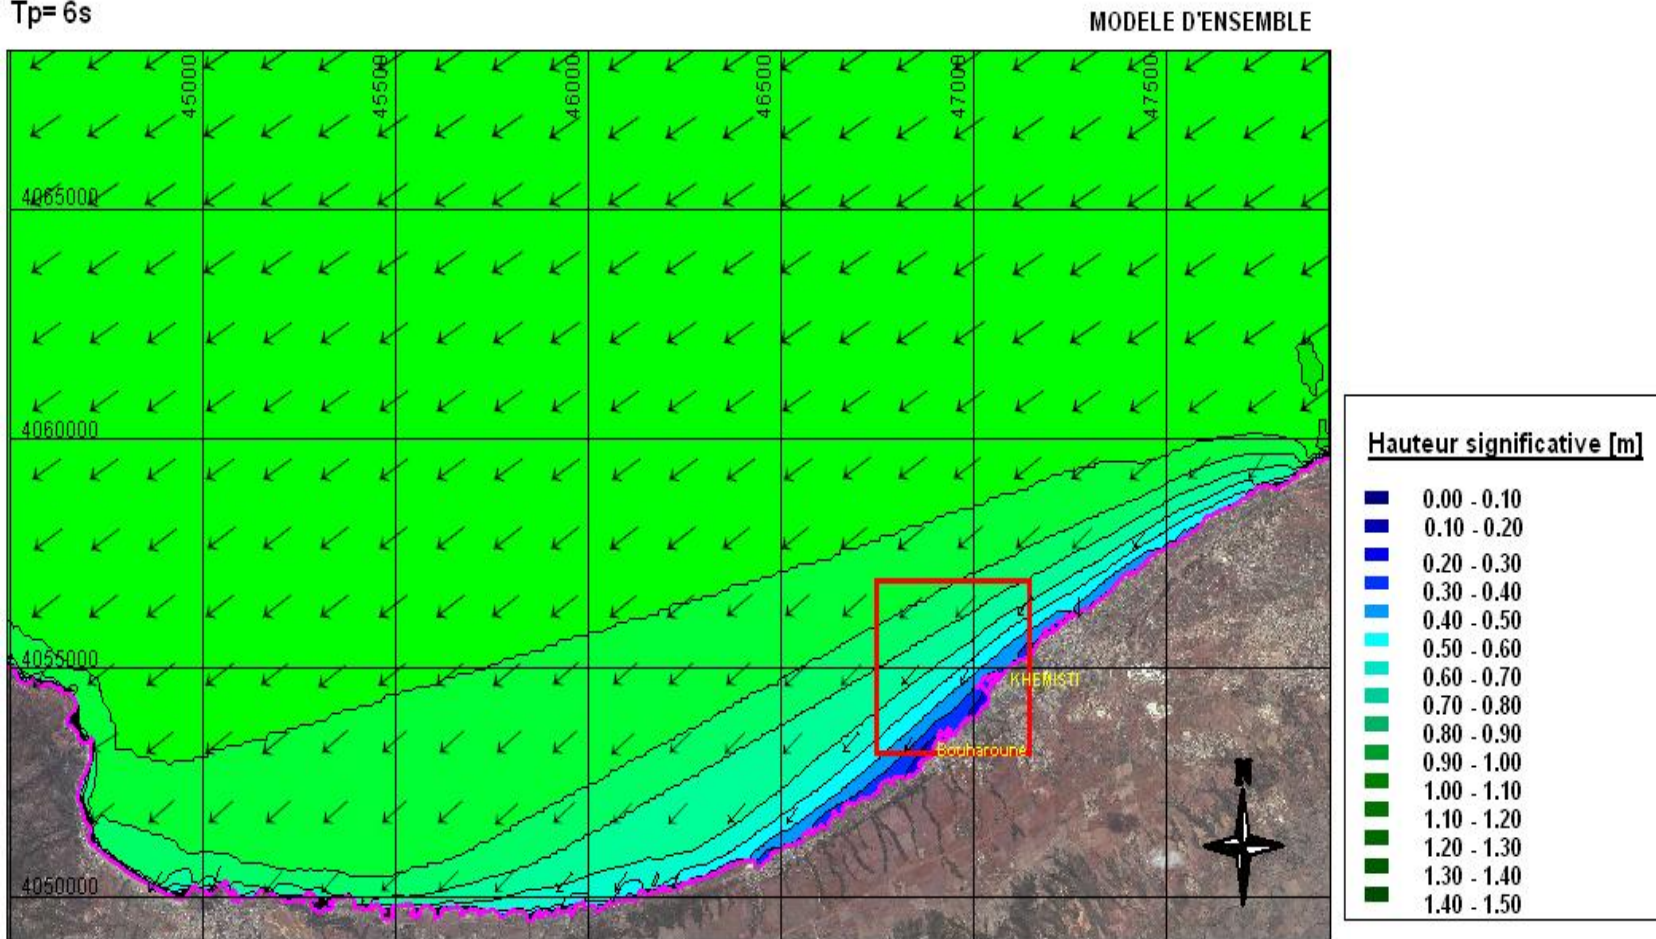 Tp= 6s
MODELE D'ENSEMBLE
45000
45500
46000
46500
47000
47500
4065000
4060000
4055000
KHEMISTI
Bouharoune
N
4050000
Hauteur significative [m]
0.00 - 0.10
0.10 - 0.20
0.20 - 0.30
0.30 - 0.40
0.40 - 0.50
0.50 - 0.60
0.60 - 0.70
0.70 - 0.80
0.80 - 0.90
0.90 - 1.00
1.00 - 1.10
1.10 - 1.20
1.20 - 1.30
1.30 - 1.40
1.40 - 1.50